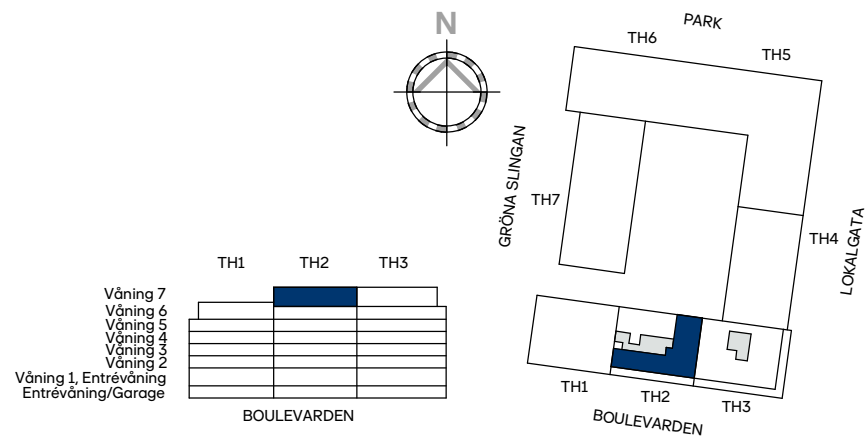 N
TH1 TH2 TH3
Våning 7
Våning 6
Våning 5
Våning 4
Våning 3
Våning 2
Våning 1, Entrévåning
Entrévåning/Garage
BOULEVARDEN
PARK
TH6
TH5
GRÖNA SLINGAN
TH7
TH4
LOKALGATA
TH1
TH2
TH3
BOULEVARDEN